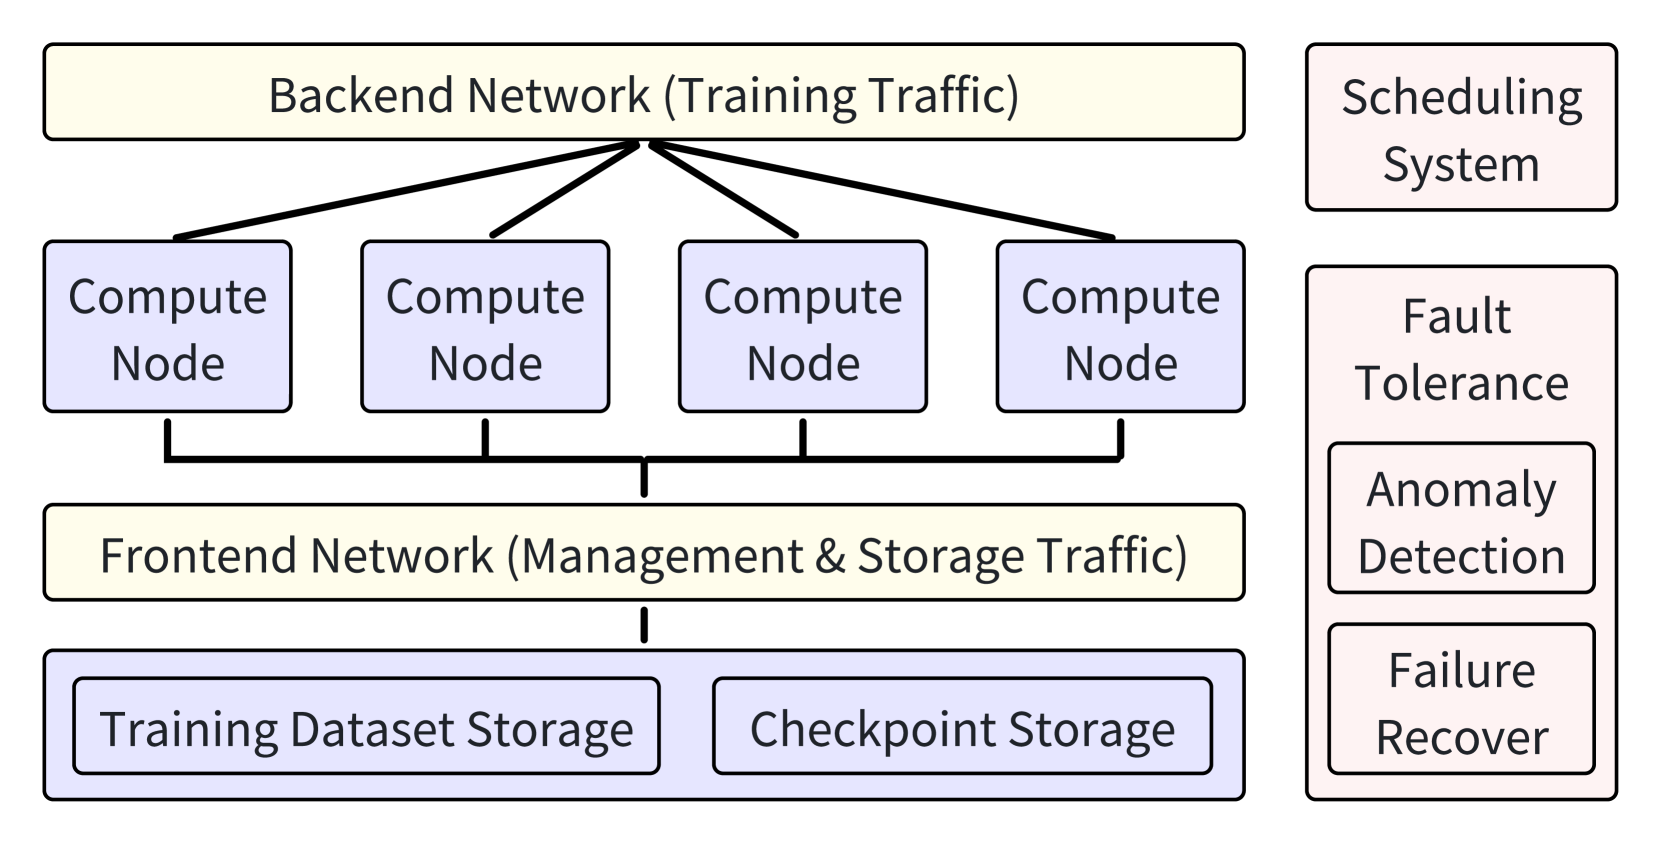 Backend Network (Training Traffic)
Compute
Node
Compute
Node
Compute
Node
Compute
Node
Frontend Network (Management & Storage Traffic)
Training Dataset Storage
Checkpoint Storage
Scheduling
System
Fault
Tolerance
Anomaly
Detection
Failure
Recover